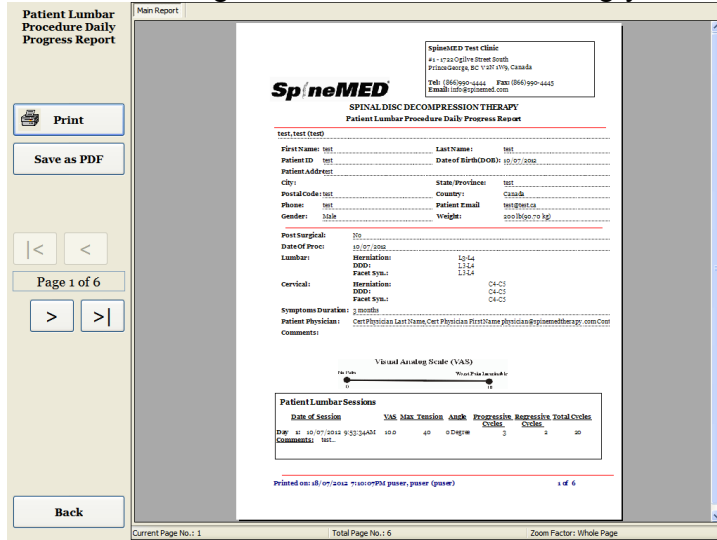 Patient Lumbar
Procedure Daily
Progress Report
Print
Save as PDF
|< <
Page 1 of 6
> >|
Back
Main Report
SpineMED Test Clinic
#1 - 1722 Ogilve Street South
PrinceGeorge, BC V2N 1W9, Canada
Tel: (866)990-4444 Fax: (866)990-4445
Email: info@spinemed.com
SpineMED
SPINAL DISC DECOMPRESSION THERAPY
Patient Lumbar Procedure Daily Progress Report
test, test (test)
First Name: test Last Name: test
Patient ID test Date of Birth(DOB): 10/07/2012
Patient Addr test
City: State/Province: test
Postal Code: test Country: Canada
Phone: test Patient Email test@test.ca
Gender: Male Weight: 200 lb(90.70 kg)
Post Surgical: No
Date Of Proc: 10/07/2012
Lumbar: Herniation: L3-L4
DDD: L3-L4
Facet Syn.: L3-L4
Cervical: Herniation: C4-C5
DDD: C4-C5
Facet Syn.: C4-C5
Symptoms Duration: 3 months
Patient Physician: Cert Physician Last Name, Cert Physician First Name physician@spinemedtherapy.com Cont
Comments:
Visual Analog Scale (VAS)
No Pain Worst Pain Imaginable
0 10
Patient Lumbar Sessions
Date of Session VAS Max Tension Angle Progressive Cycles Regressive Cycles Total Cycles
Day 1: 10/07/2012 9:53:34AM 10.0 40 0 Degree 3 2 20
Comments: test...
Printed on: 18/07/2012 7:10:07PM puser, puser (puser) 1 of 6
Current Page No.: 1 Total Page No.: 6 Zoom Factor: Whole Page